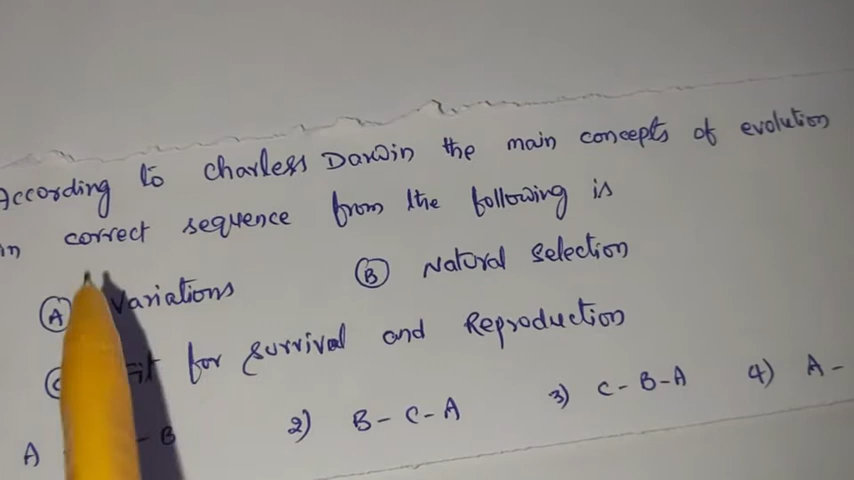 According to Charless Darwin the main concepts of evolution
in correct sequence from the following is
A Variations B Natural Selection
for survival and Reproduction
A - B 2) B - C - A 3) C - B - A 4) A -